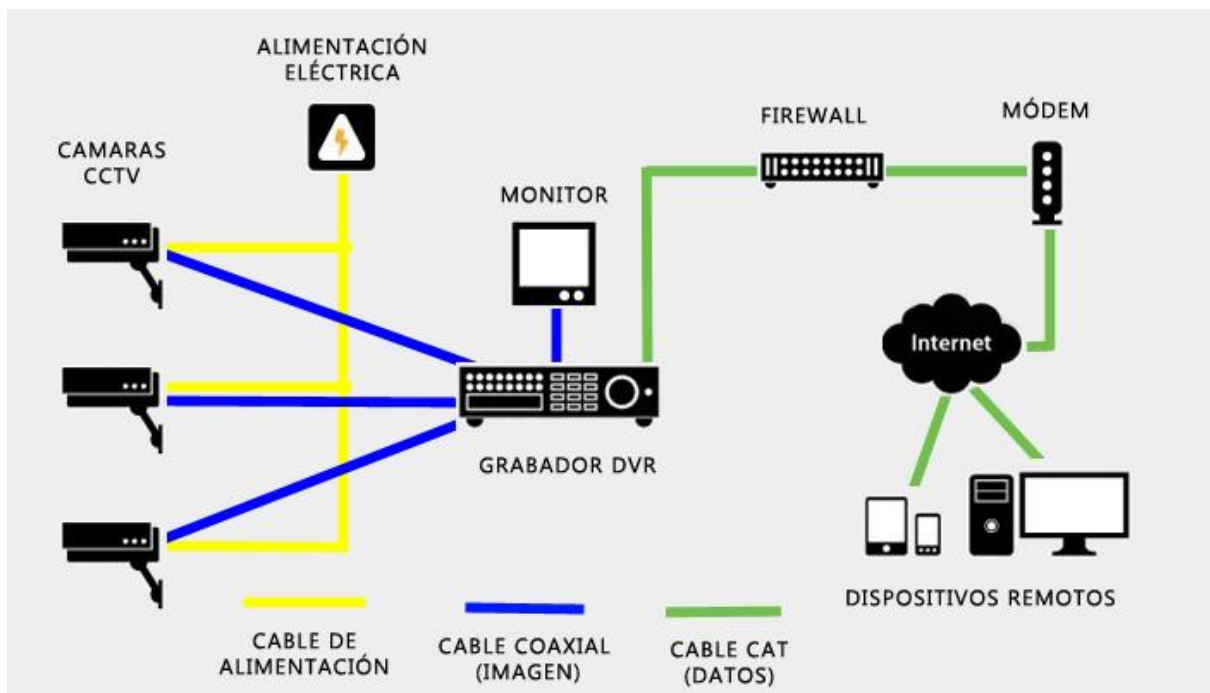 ALIMENTACIÓN
ELÉCTRICA
CAMARAS
CCTV
MONITOR
FIREWALL
MÓDEM
Internet
GRABADOR DVR
DISPOSITIVOS REMOTOS
CABLE DE
ALIMENTACIÓN
CABLE COAXIAL
(IMAGEN)
CABLE CAT
(DATOS)